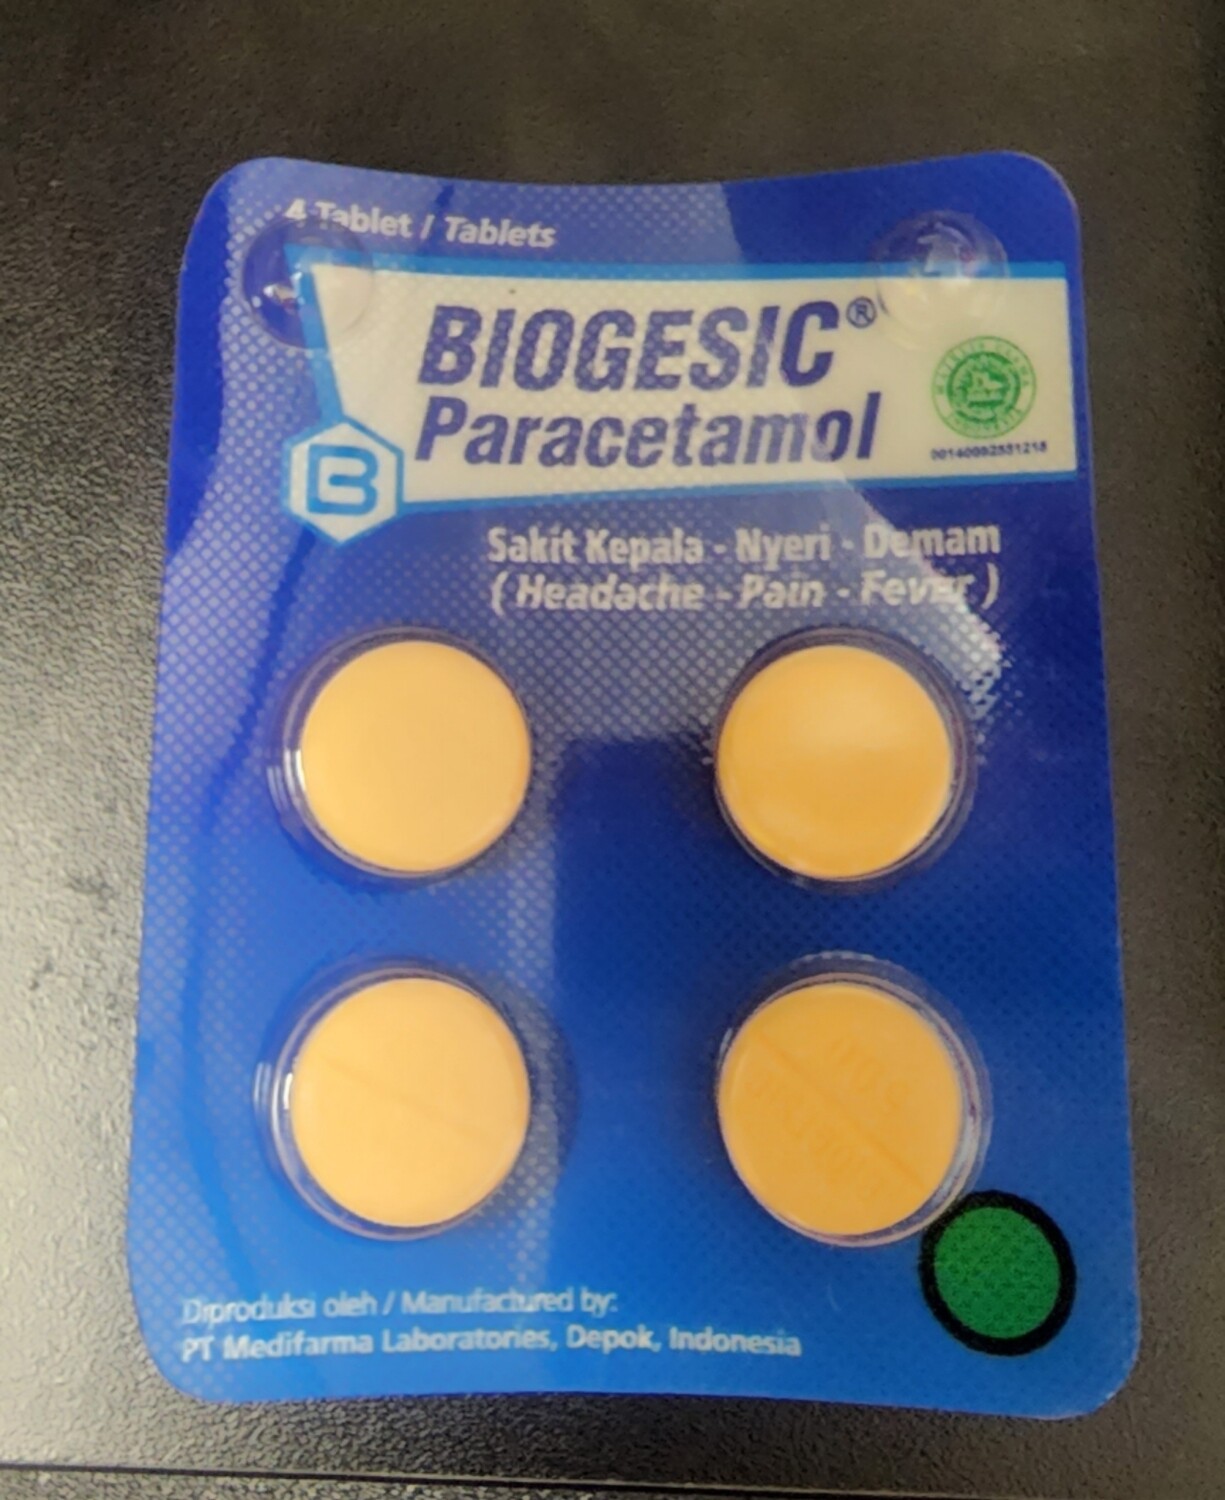 4 Tablet / Tablets
BIOGESIC®
Paracetamol
B
Sakit Kepala - Nyeri - Demam
( Headache - Pain - Fever )
Diproduksi oleh / Manufactured by:
PT Medifarma Laboratories, Depok, Indonesia